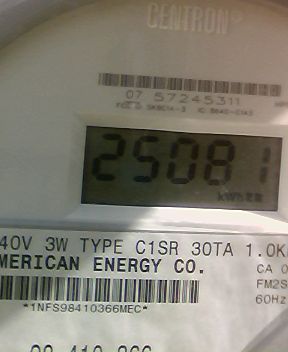 CENTRON®
07 57245311
25081
kWh
40V 3W TYPE C1SR 30TA 1.0K
MERICAN ENERGY CO.
CA 0
FM2S
60Hz
*1NFS98410366MEC*